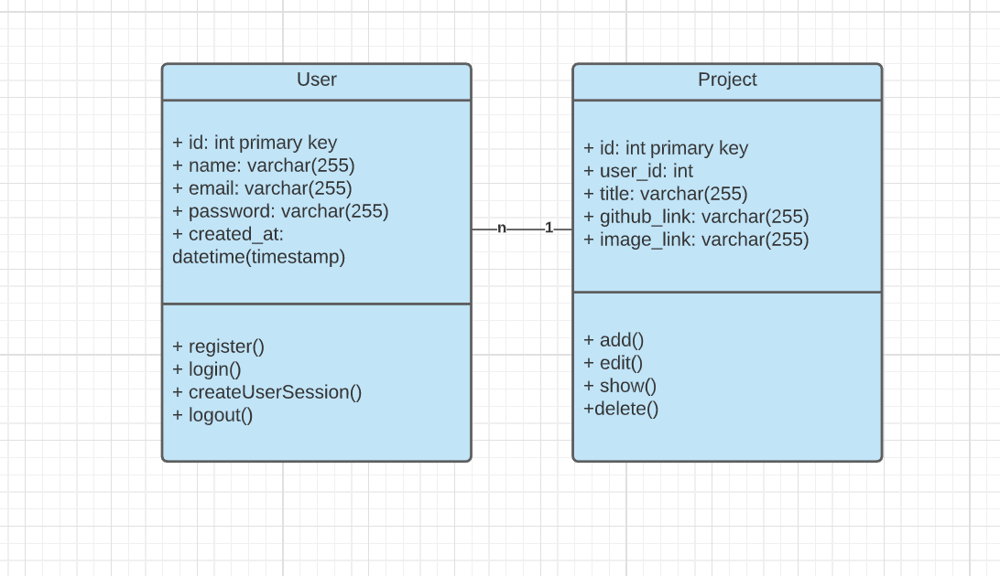 User
+ id: int primary key
+ name: varchar(255)
+ email: varchar(255)
+ password: varchar(255)
+ created_at:
datetime(timestamp)
+ register()
+ login()
+ createUserSession()
+ logout()
n
1
Project
+ id: int primary key
+ user_id: int
+ title: varchar(255)
+ github_link: varchar(255)
+ image_link: varchar(255)
+ add()
+ edit()
+ show()
+delete()